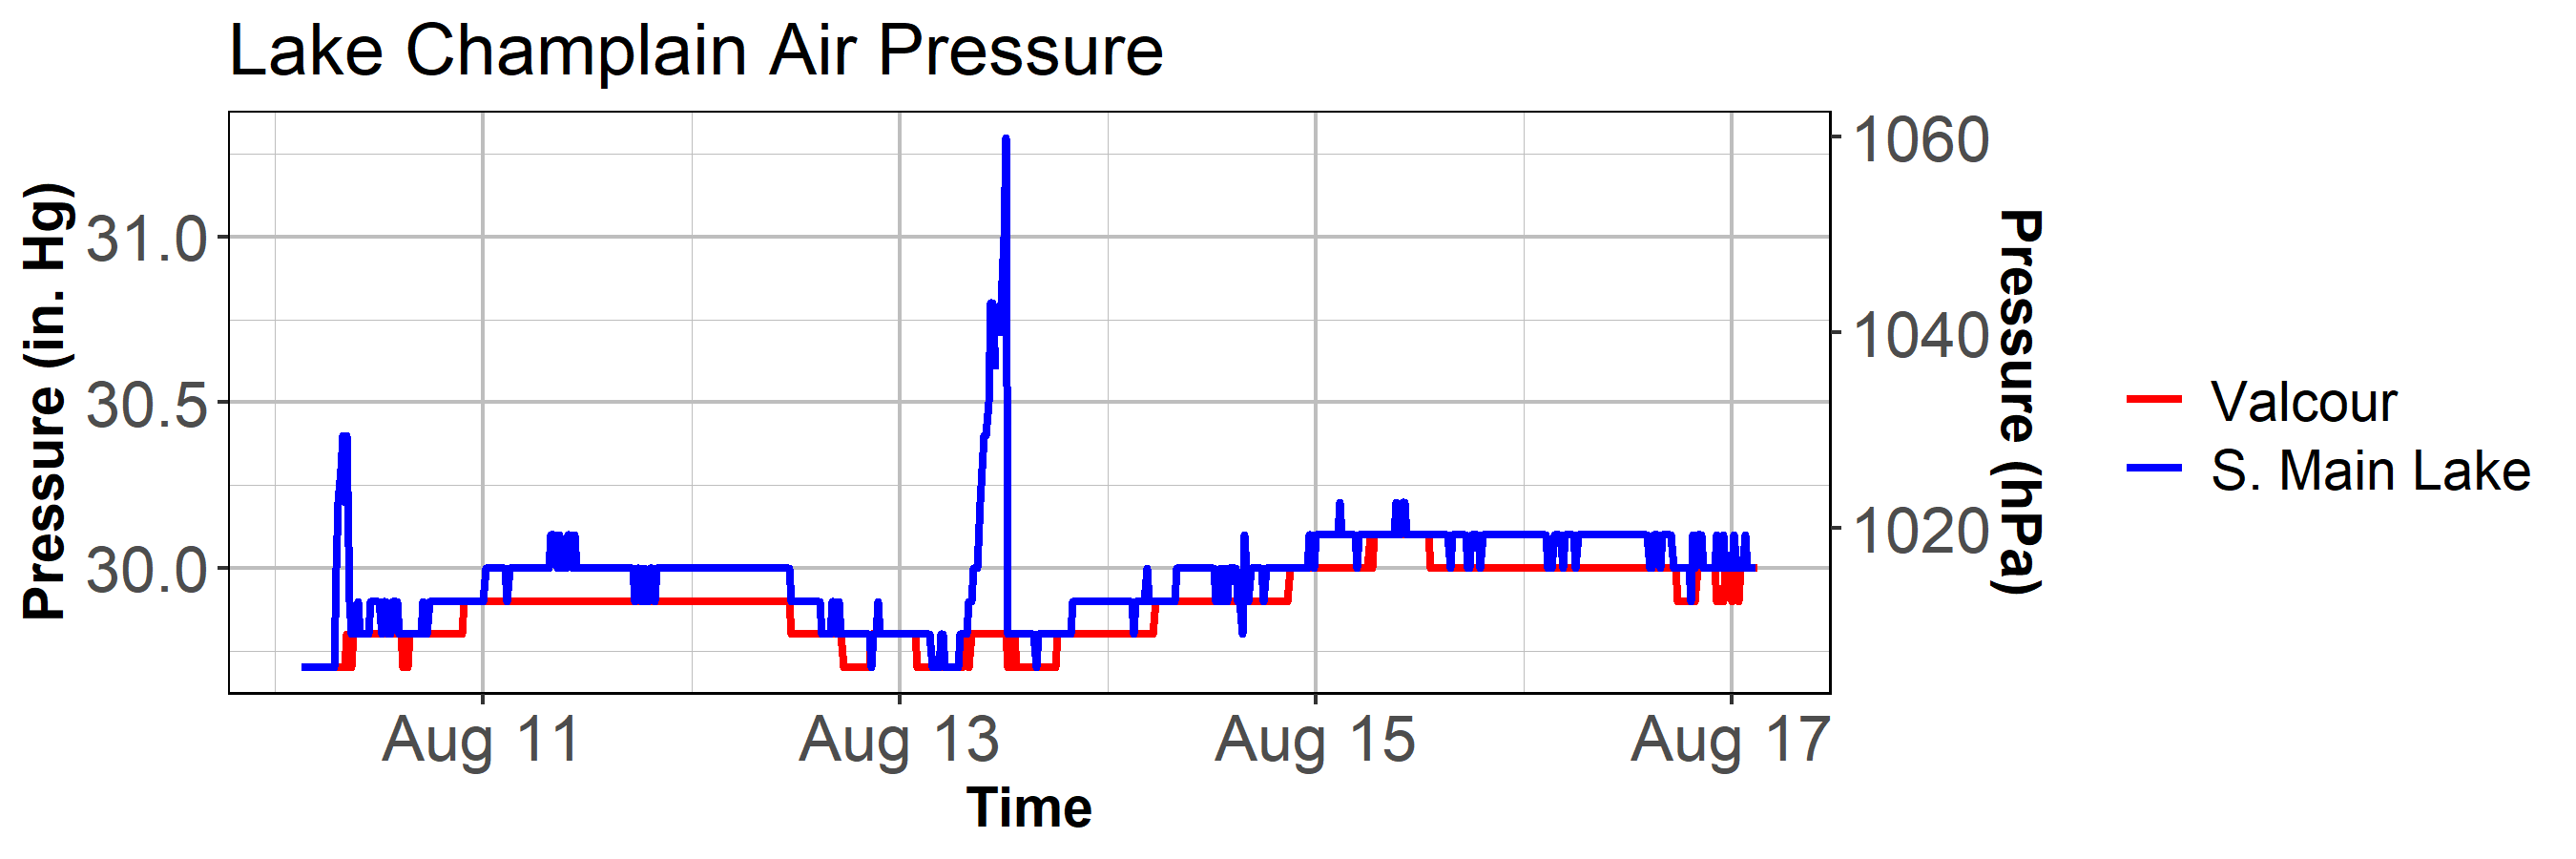 Lake Champlain Air Pressure
Pressure (in. Hg)
31.0
30.5
30.0
1060
1040
1020
Pressure (hPa)
Aug 11
Aug 13
Aug 15
Aug 17
Time
Valcour
S. Main Lake